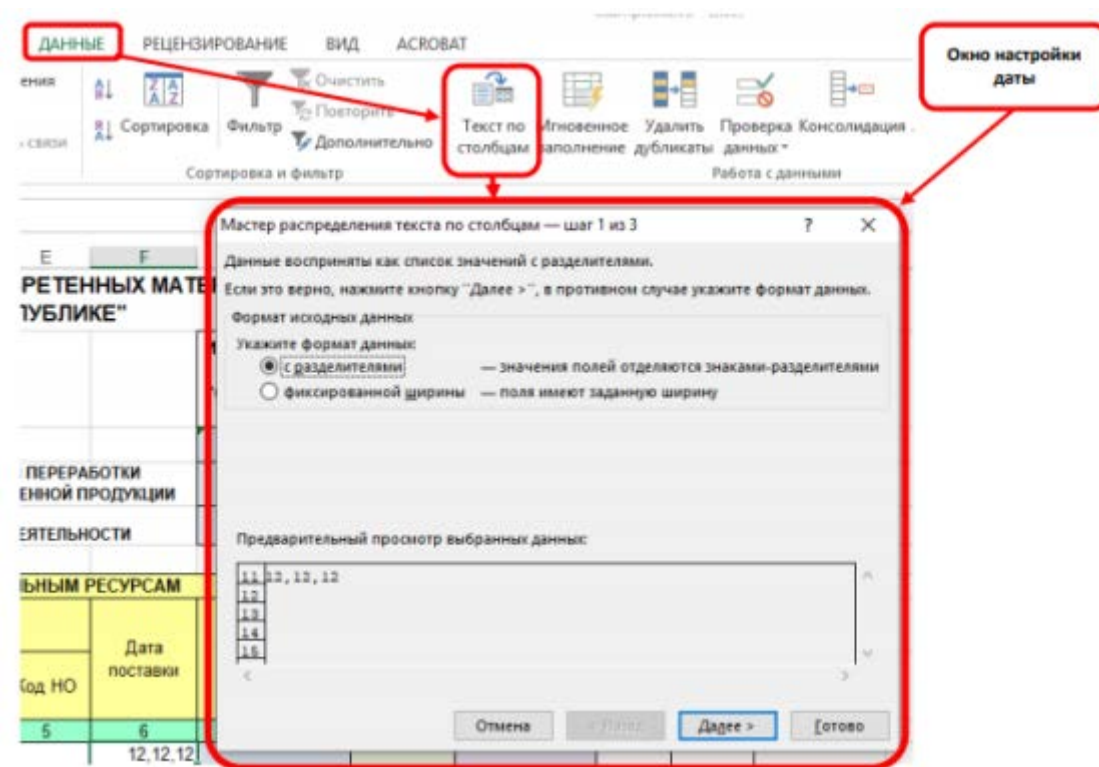 ДАННЫЕ РЕЦЕНЗИРОВАНИЕ ВИД ACROBAT
Окно настройки
даты
ения
связи
Сортировка
Фильтр
Очистить
Повторить
Дополнительно
Текст по
столбцам
Мгновенное
заполнение
Удалить
дубликаты
Проверка
данных
Консолидация
Сортировка и фильтр
Работа с данными
Мастер распределения текста по столбцам — шаг 1 из 3 ?
Данные восприняты как список значений с разделителями.
Если это верно, нажмите кнопку "Далее >", в противном случае укажите формат данных.
Формат исходных данных
Укажите формат данных:
с разделителями — значения полей отделяются знаками-разделителями
фиксированной ширины — поля имеют заданную ширину
Предварительный просмотр выбранных данных:
11 12,12,12
12
13
14
15
Отмена < Назад Далее > Готово
E F
РЕТЕННЫХ МАТЕ
ПУБЛИКЕ"
ПЕРЕРАБОТКИ
ЕННОЙ ПРОДУКЦИИ
ЕЯТЕЛЬНОСТИ
ЬНЫМ РЕСУРСАМ
Дата
поставки
Код НО
5 6
12,12,12